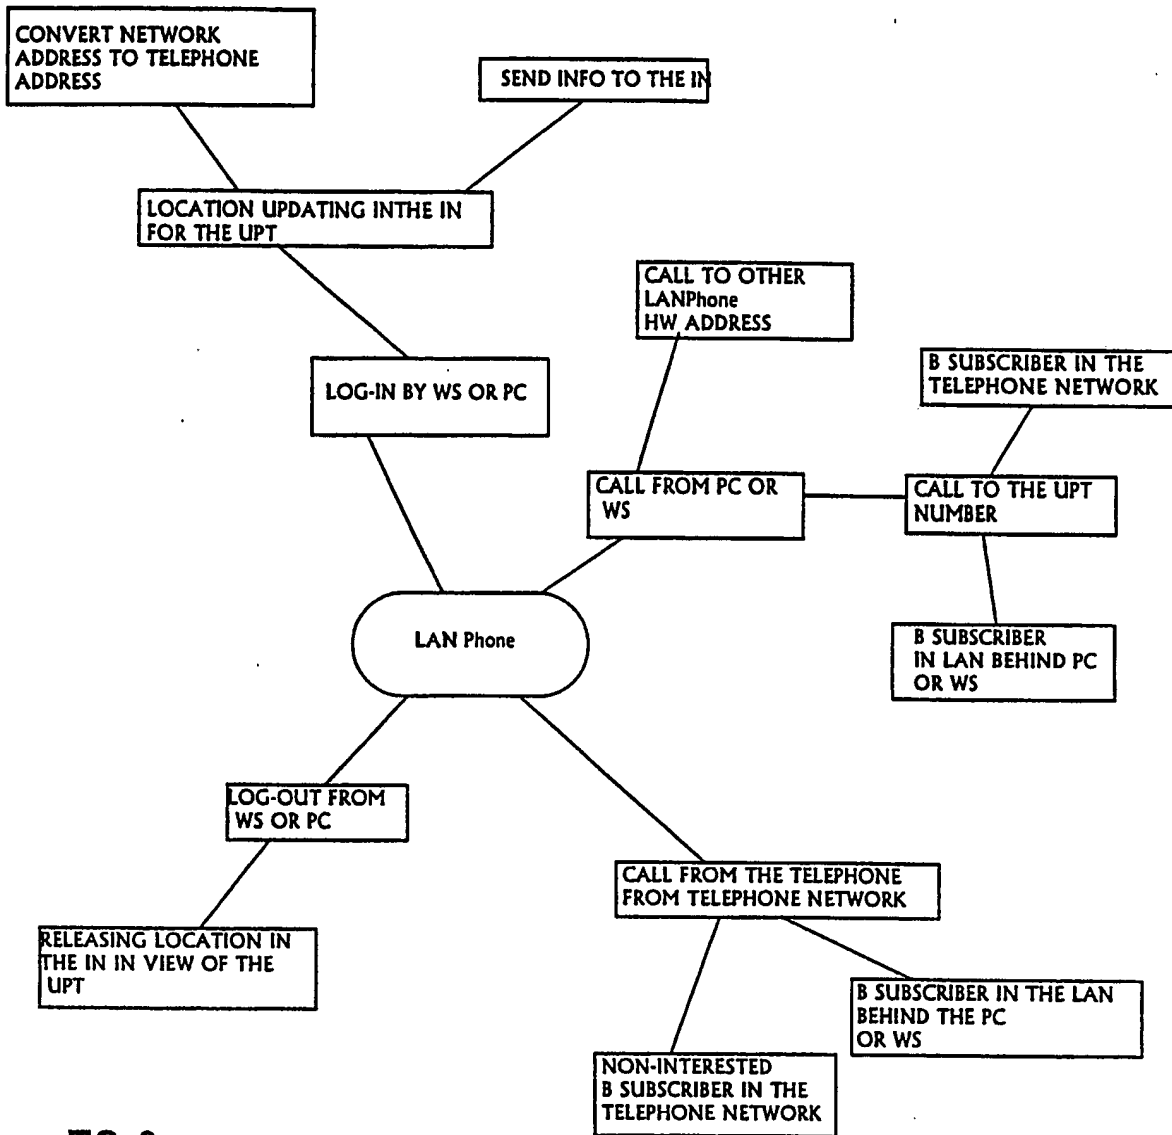 CONVERT NETWORK
ADDRESS TO TELEPHONE
ADDRESS
SEND INFO TO THE IN
LOCATION UPDATING INTHE IN
FOR THE UPT
CALL TO OTHER
LANPhone
HW ADDRESS
B SUBSCRIBER IN THE
TELEPHONE NETWORK
LOG-IN BY WS OR PC
CALL FROM PC OR
WS
CALL TO THE UPT
NUMBER
LAN Phone
B SUBSCRIBER
IN LAN BEHIND PC
OR WS
LOG-OUT FROM
WS OR PC
CALL FROM THE TELEPHONE
FROM TELEPHONE NETWORK
RELEASING LOCATION IN
THE IN IN VIEW OF THE
UPT
B SUBSCRIBER IN THE LAN
BEHIND THE PC
OR WS
NON-INTERESTED
B SUBSCRIBER IN THE
TELEPHONE NETWORK